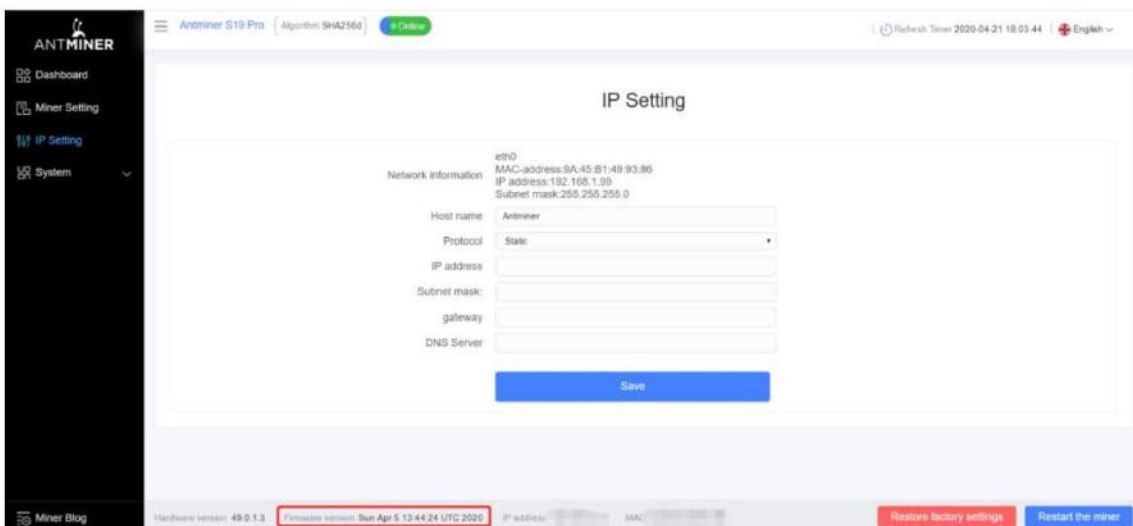 ANTMINER
Antminer S19 Pro Algorithm SHA256d Online
Refresh Timer 2020-04-21 18:03:44 English
Dashboard
Miner Setting
IP Setting
System
IP Setting
Network information
eth0
MAC-address:9A:45:B1:49:93:86
IP address:192.168.1.99
Subnet mask:255.255.255.0
Host name Antminer
Protocol Static
IP address
Subnet mask:
gateway
DNS Server
Save
Miner Blog
Hardware version 49.0.1.3 Firmware version Sun Apr 5 13:44:24 UTC 2020 IP address MAC
Restore factory settings Restart the miner